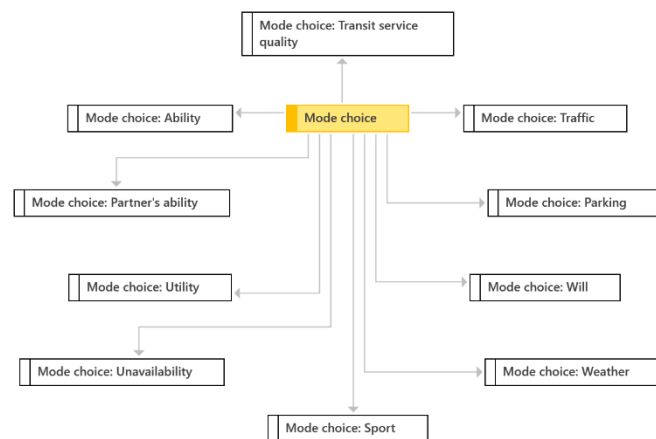 Mode choice: Transit service
quality
Mode choice: Ability
Mode choice
Mode choice: Traffic
Mode choice: Partner's ability
Mode choice: Parking
Mode choice: Utility
Mode choice: Will
Mode choice: Unavailability
Mode choice: Weather
Mode choice: Sport